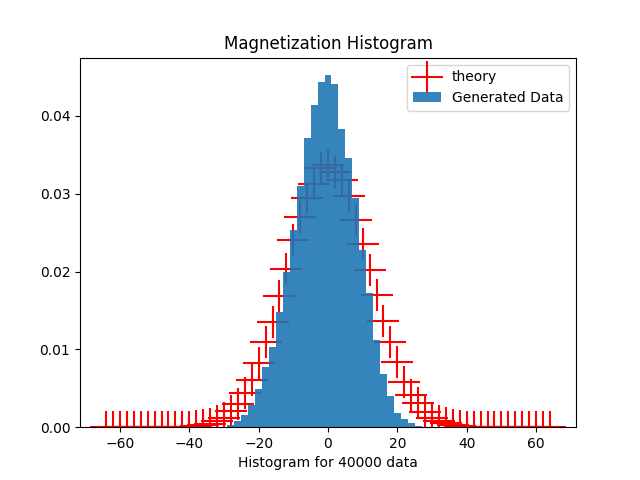 Magnetization Histogram
theory
Generated Data
0.04
0.03
0.02
0.01
0.00
−60 −40 −20 0 20 40 60
Histogram for 40000 data